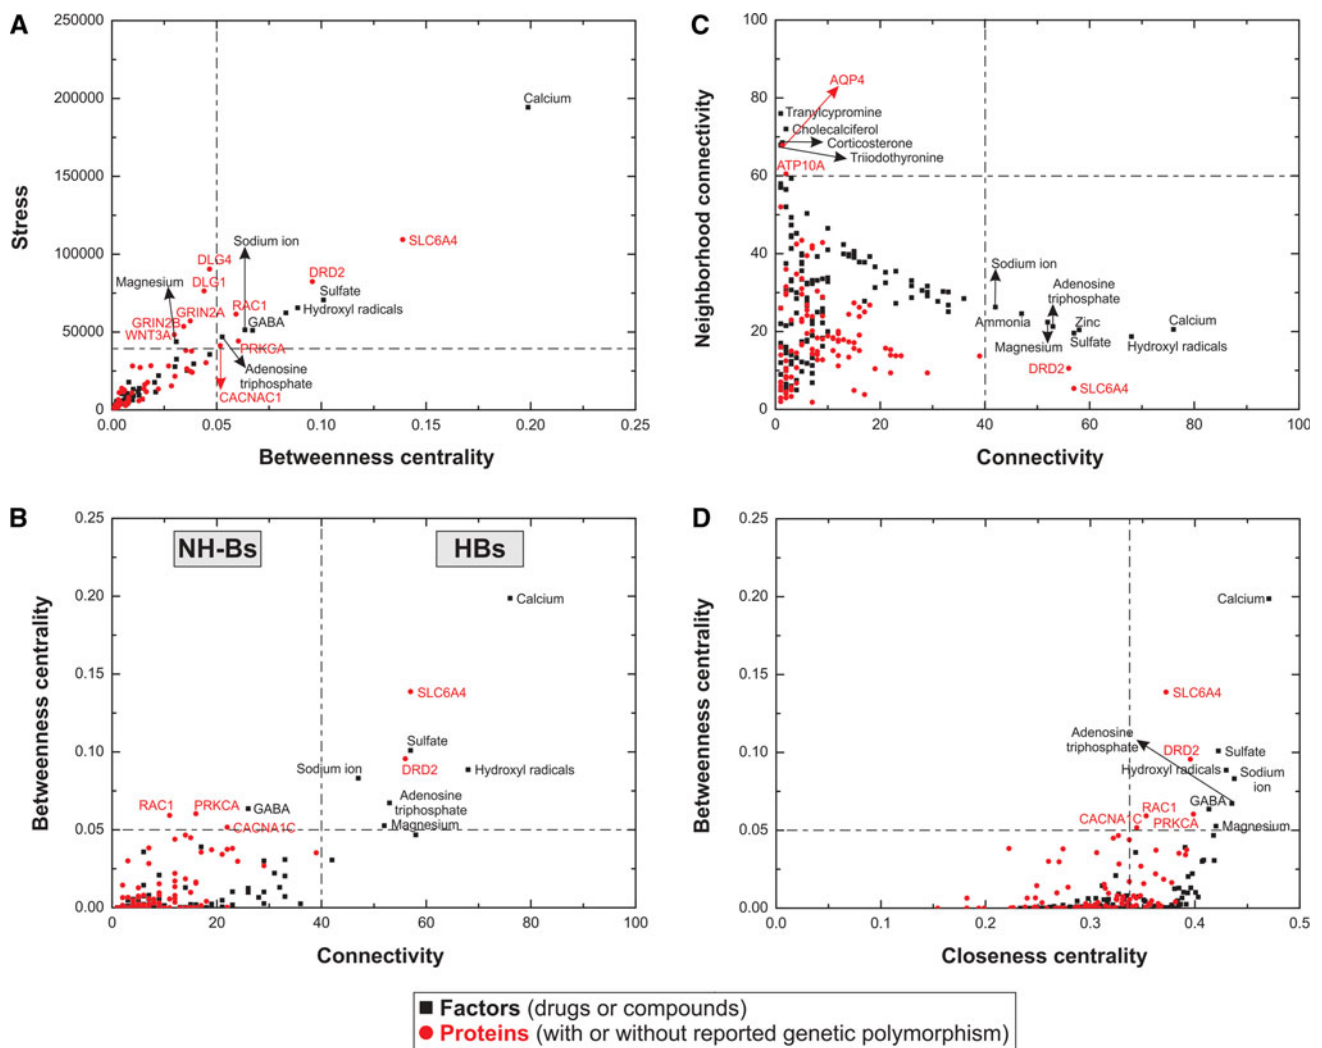 A
250000
200000
150000
100000
50000
0
Stress
Calcium
Sodium ion
SLC6A4
DLG4
Magnesium
DRD2
DLG1
Sulfate
GRIN2A
RAC1
Hydroxyl radicals
GRIN2B
GABA
WNT3A
PRKCA
Adenosine
triphosphate
CACNAC1
0.00
0.05
0.10
0.15
0.20
0.25
Betweenness centrality
C
100
80
60
40
20
0
Neighborhood connectivity
AQP4
Tranylcypromine
Cholecalciferol
Corticosterone
Triiodothyronine
ATP10A
Sodium ion
Adenosine
triphosphate
Ammonia
Zinc
Calcium
Magnesium
Sulfate
Hydroxyl radicals
DRD2
SLC6A4
0
20
40
60
80
100
Connectivity
B
0.25
0.20
0.15
0.10
0.05
0.00
Betweenness centrality
NH-Bs
HBs
Calcium
SLC6A4
Sulfate
Sodium ion
DRD2
Hydroxyl radicals
RAC1
PRKCA
GABA
Adenosine
triphosphate
CACNA1C
Magnesium
0
20
40
60
80
100
Connectivity
D
0.25
0.20
0.15
0.10
0.05
0.00
Betweenness centrality
Calcium
SLC6A4
Adenosine
triphosphate
DRD2
Sulfate
Hydroxyl radicals
Sodium
ion
GABA
RAC1
CACNA1C
PRKCA
Magnesium
0.0
0.1
0.2
0.3
0.4
0.5
Closeness centrality
Factors (drugs or compounds)
Proteins (with or without reported genetic polymorphism)